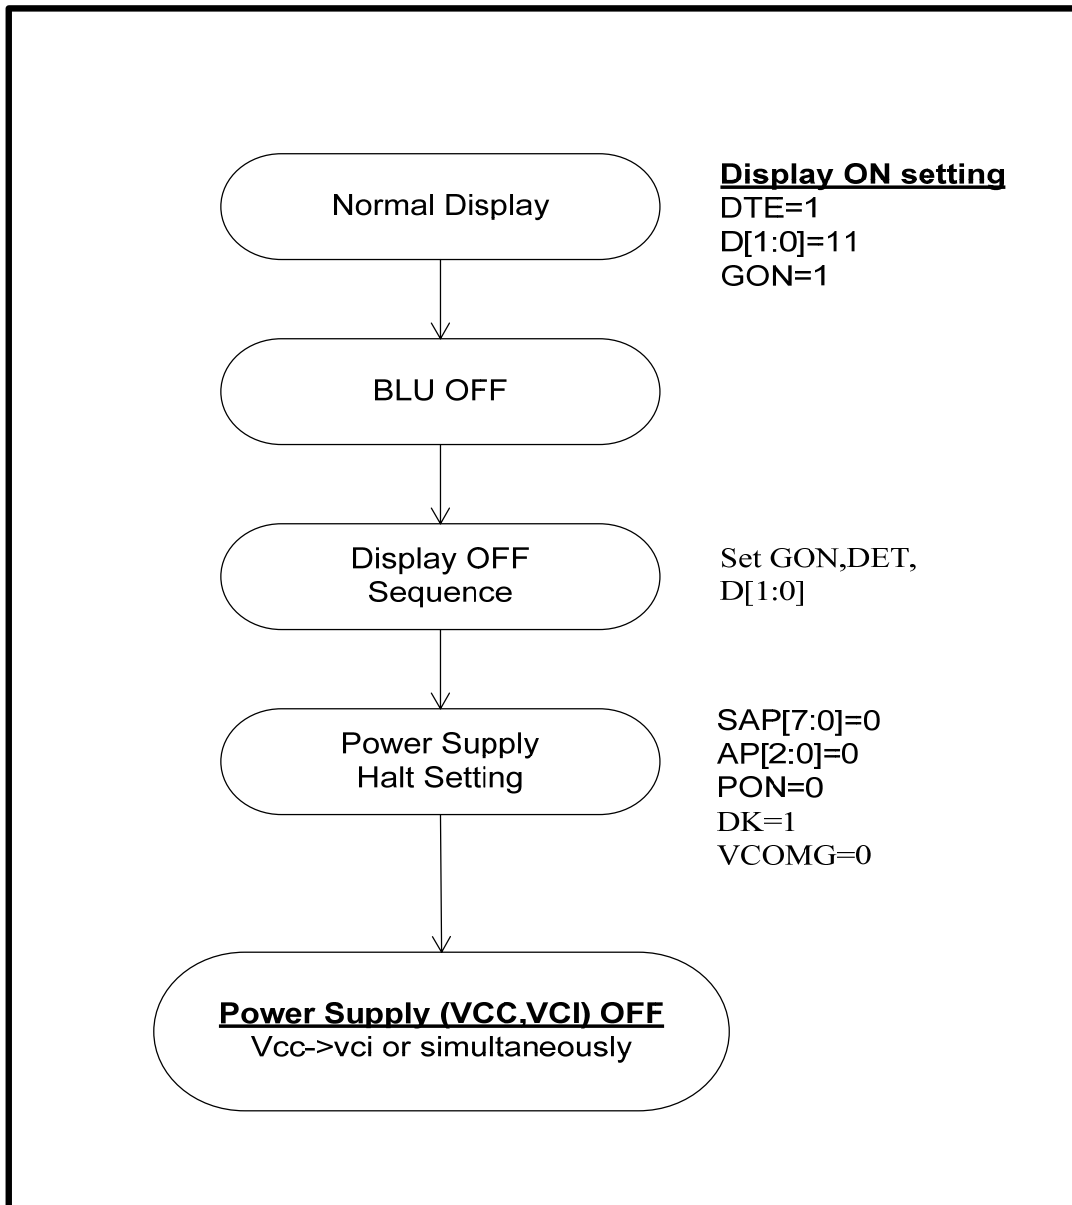 Normal Display
Display ON setting
DTE=1
D[1:0]=11
GON=1
BLU OFF
Display OFF
Sequence
Set GON,DET,
D[1:0]
Power Supply
Halt Setting
SAP[7:0]=0
AP[2:0]=0
PON=0
DK=1
VCOMG=0
Power Supply (VCC,VCI) OFF
Vcc->vci or simultaneously